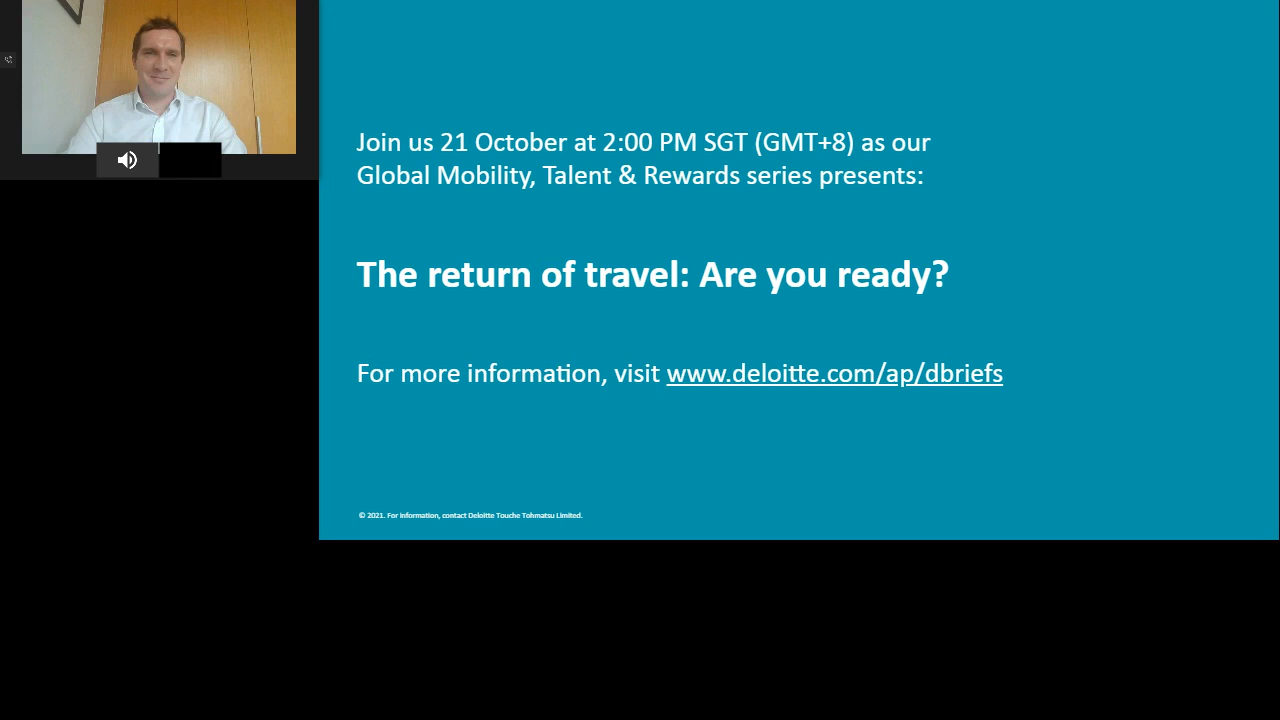 Join us 21 October at 2:00 PM SGT (GMT+8) as our
Global Mobility, Talent & Rewards series presents:
The return of travel: Are you ready?
For more information, visit www.deloitte.com/ap/dbriefs
© 2021. For information, contact Deloitte Touche Tohmatsu Limited.